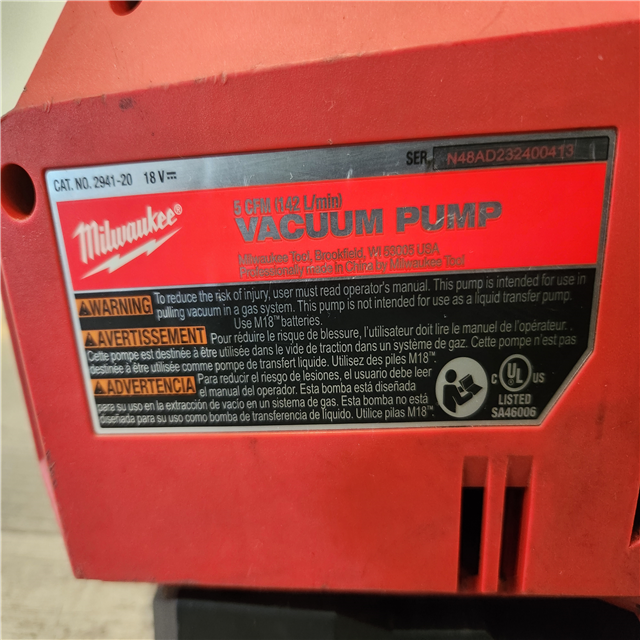 SER. N48AD232400413
CAT. NO. 2941-20 18 V
5 CFM (142 L/min)
Milwaukee®
VACUUM PUMP
Milwaukee Tool, Brookfield, WI 53005 USA
Professionally made in China by Milwaukee Tool
WARNING To reduce the risk of injury, user must read operator's manual. This pump is intended for use in
pulling vacuum in a gas system. This pump is not intended for use as a liquid transfer pump.
Use M18™ batteries.
AVERTISSEMENT Pour réduire le risque de blessure, l'utilisateur doit lire le manuel de l'opérateur.
Cette pompe est destinée à être utilisée dans le vide de traction dans un système de gaz. Cette pompe n'est pas
destinée à être utilisée comme pompe de transfert liquide. Utilisez des piles M18™.
ADVERTENCIA Para reducir el riesgo de lesiones, el usuario debe leer
el manual del operador. Esta bomba está diseñada
para su uso en la extracción de vacio en un sistema de gas. Esta bomba no está
diseñada para su uso como bomba de transferencia de líquido. Utilice pilas M18™.
C UL US
LISTED
SA46006